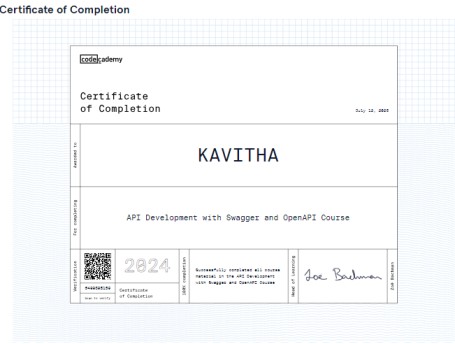 Certificate of Completion
codecademy
Certificate
of Completion
July 12, 2025
Awarded to
KAVITHA
For completing
API Development with Swagger and OpenAPI Course
Verification
Scan to verify
2024
Certificate
of Completion
100% completion
Successfully completed all course
material in the API Development
with Swagger and OpenAPI Course
Head of Learning
Zoe Bachman
Zoe Bachman